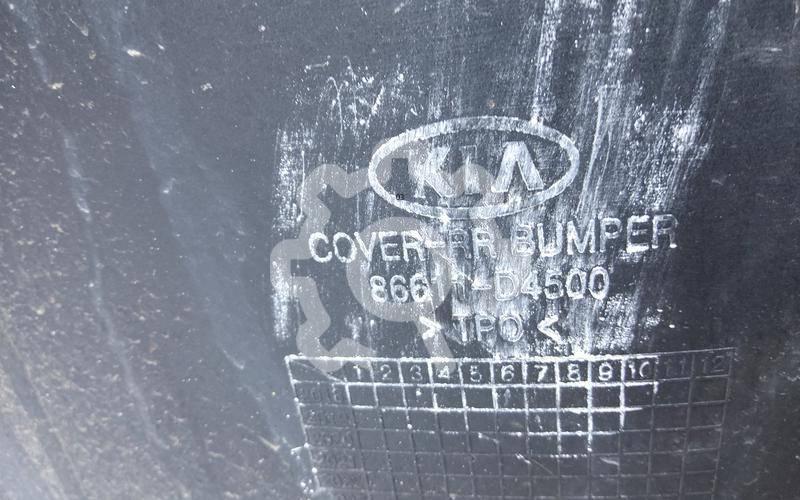 KIA
COVER-RR BUMPER
86611-D4500
> TPO <
1 2 3 4 5 6 7 8 9 10 11 12